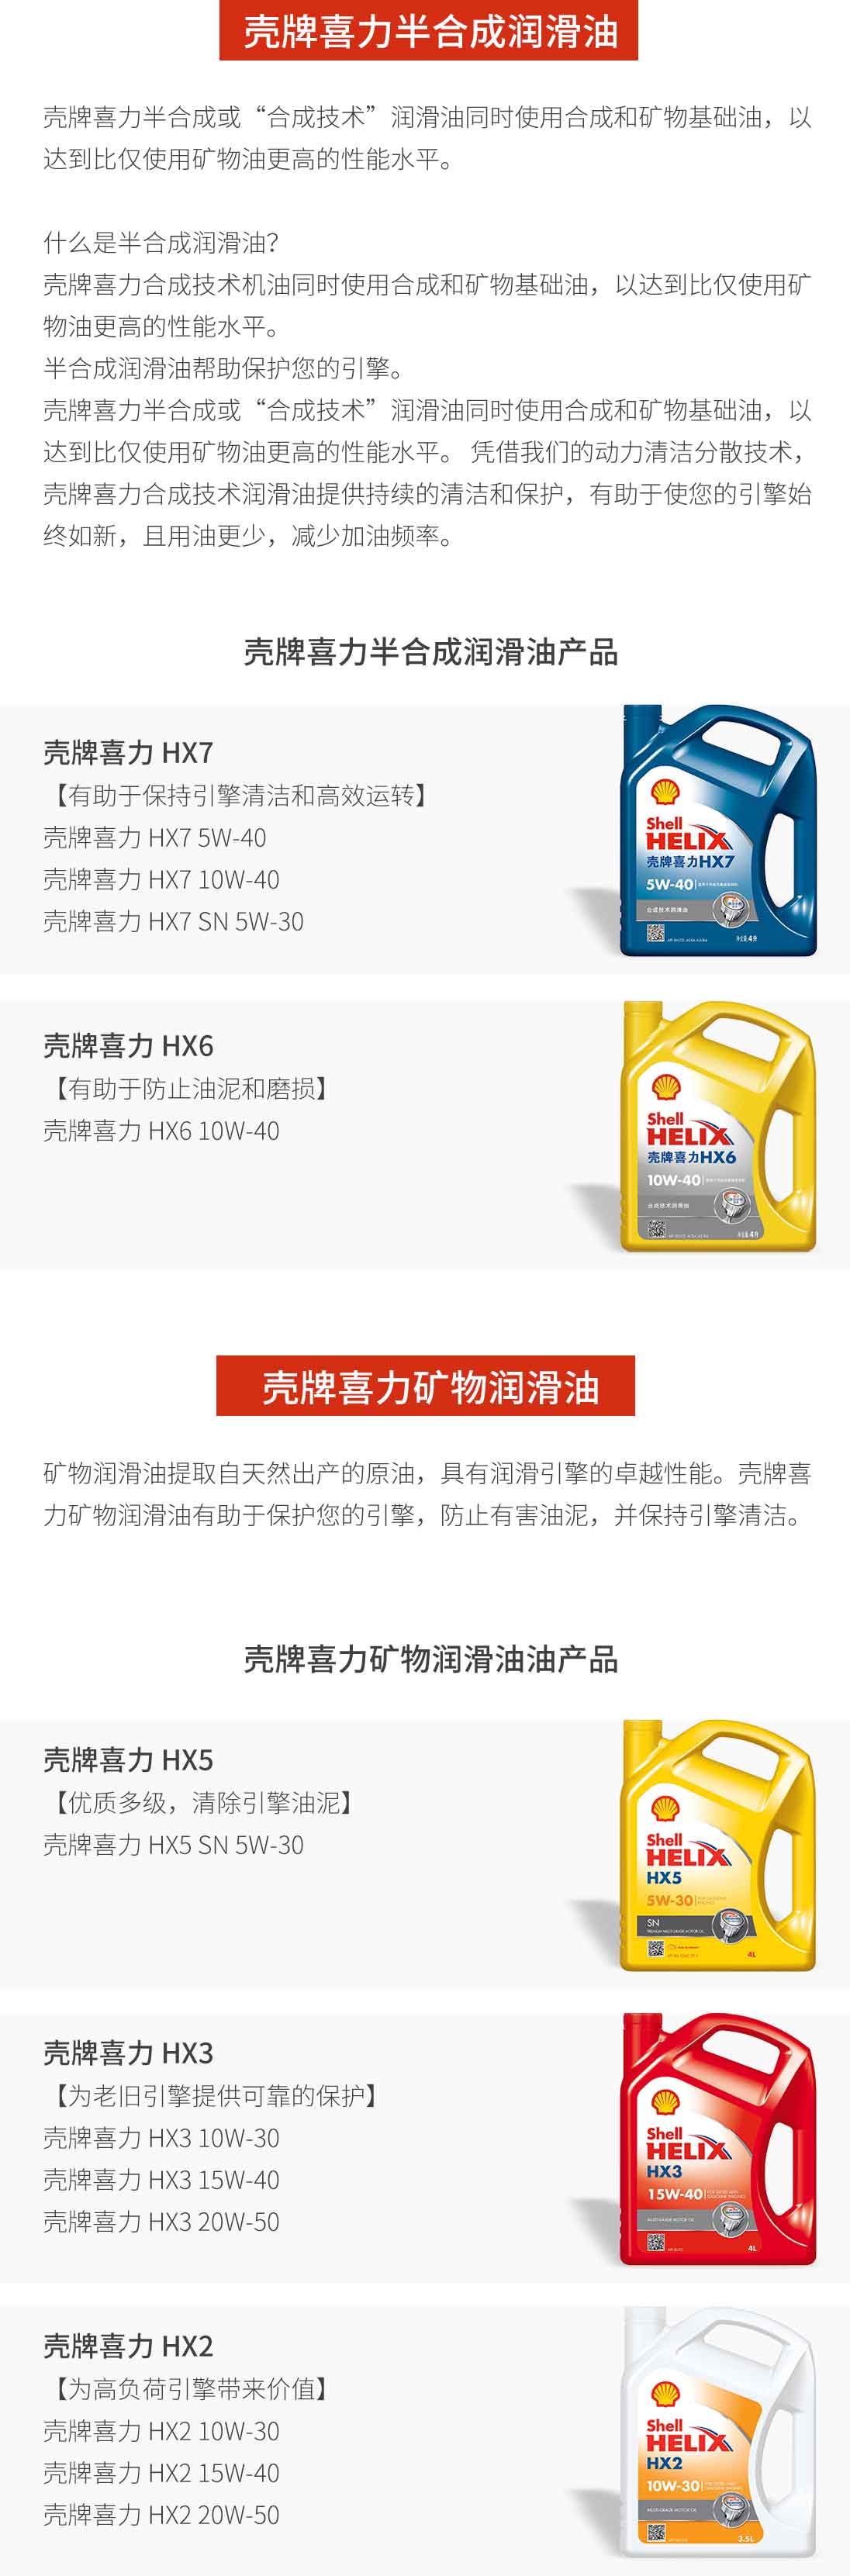 壳牌喜力半合成润滑油
壳牌喜力半合成或“合成技术”润滑油同时使用合成和矿物基础油，以
达到比仅使用矿物油更高的性能水平。
什么是半合成润滑油？
壳牌喜力合成技术机油同时使用合成和矿物基础油，以达到比仅使用矿
物油更高的性能水平。
半合成润滑油帮助保护您的引擎。
壳牌喜力半合成或“合成技术”润滑油同时使用合成和矿物基础油，以
达到比仅使用矿物油更高的性能水平。 凭借我们的动力清洁分散技术，
壳牌喜力合成技术润滑油提供持续的清洁和保护，有助于使您的引擎始
终如新，且用油更少，减少加油频率。
壳牌喜力半合成润滑油产品
壳牌喜力 HX7
【有助于保持引擎清洁和高效运转】
壳牌喜力 HX7 5W-40
壳牌喜力 HX7 10W-40
壳牌喜力 HX7 SN 5W-30
Shell
HELIX
壳牌喜力HX7
5W-40
合成技术润滑油
净含量 4升
壳牌喜力 HX6
【有助于防止油泥和磨损】
壳牌喜力 HX6 10W-40
Shell
HELIX
壳牌喜力HX6
10W-40
合成技术润滑油
净含量 4升
壳牌喜力矿物润滑油
矿物润滑油提取自天然出产的原油，具有润滑引擎的卓越性能。壳牌喜
力矿物润滑油有助于保护您的引擎，防止有害油泥，并保持引擎清洁。
壳牌喜力矿物润滑油油产品
壳牌喜力 HX5
【优质多级，清除引擎油泥】
壳牌喜力 HX5 SN 5W-30
Shell
HELIX
HX5
5W-30
SN
PREMIUM MULTI-GRADE MOTOR OIL
4L
壳牌喜力 HX3
【为老旧引擎提供可靠的保护】
壳牌喜力 HX3 10W-30
壳牌喜力 HX3 15W-40
壳牌喜力 HX3 20W-50
Shell
HELIX
HX3
15W-40
MULTI-GRADE MOTOR OIL
4L
壳牌喜力 HX2
【为高负荷引擎带来价值】
壳牌喜力 HX2 10W-30
壳牌喜力 HX2 15W-40
壳牌喜力 HX2 20W-50
Shell
HELIX
HX2
10W-30
MULTI-GRADE MOTOR OIL
3.5L